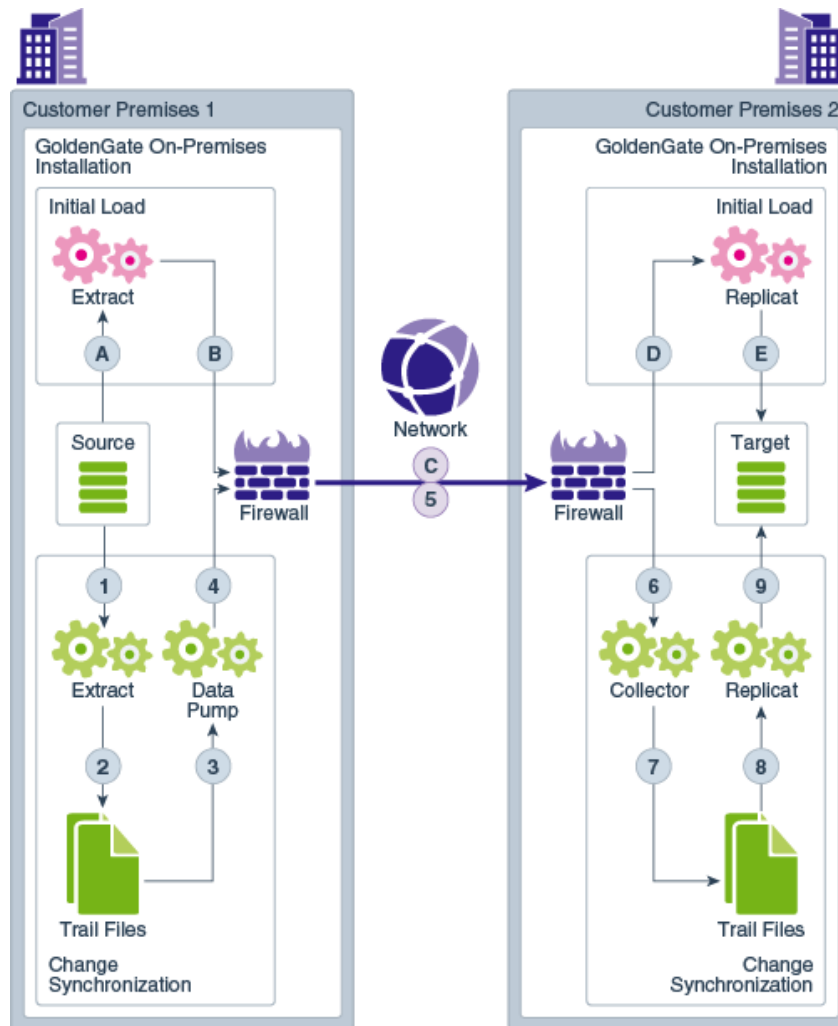 Customer Premises 1
GoldenGate On-Premises
Installation
Initial Load
Extract
A
B
Source
Firewall
1
4
Extract
Data
Pump
2
3
Trail Files
Change
Synchronization
Network
C
5
Customer Premises 2
GoldenGate On-Premises
Installation
Initial Load
Replicat
D
E
Firewall
Target
6
9
Collector
Replicat
7
8
Trail Files
Change
Synchronization